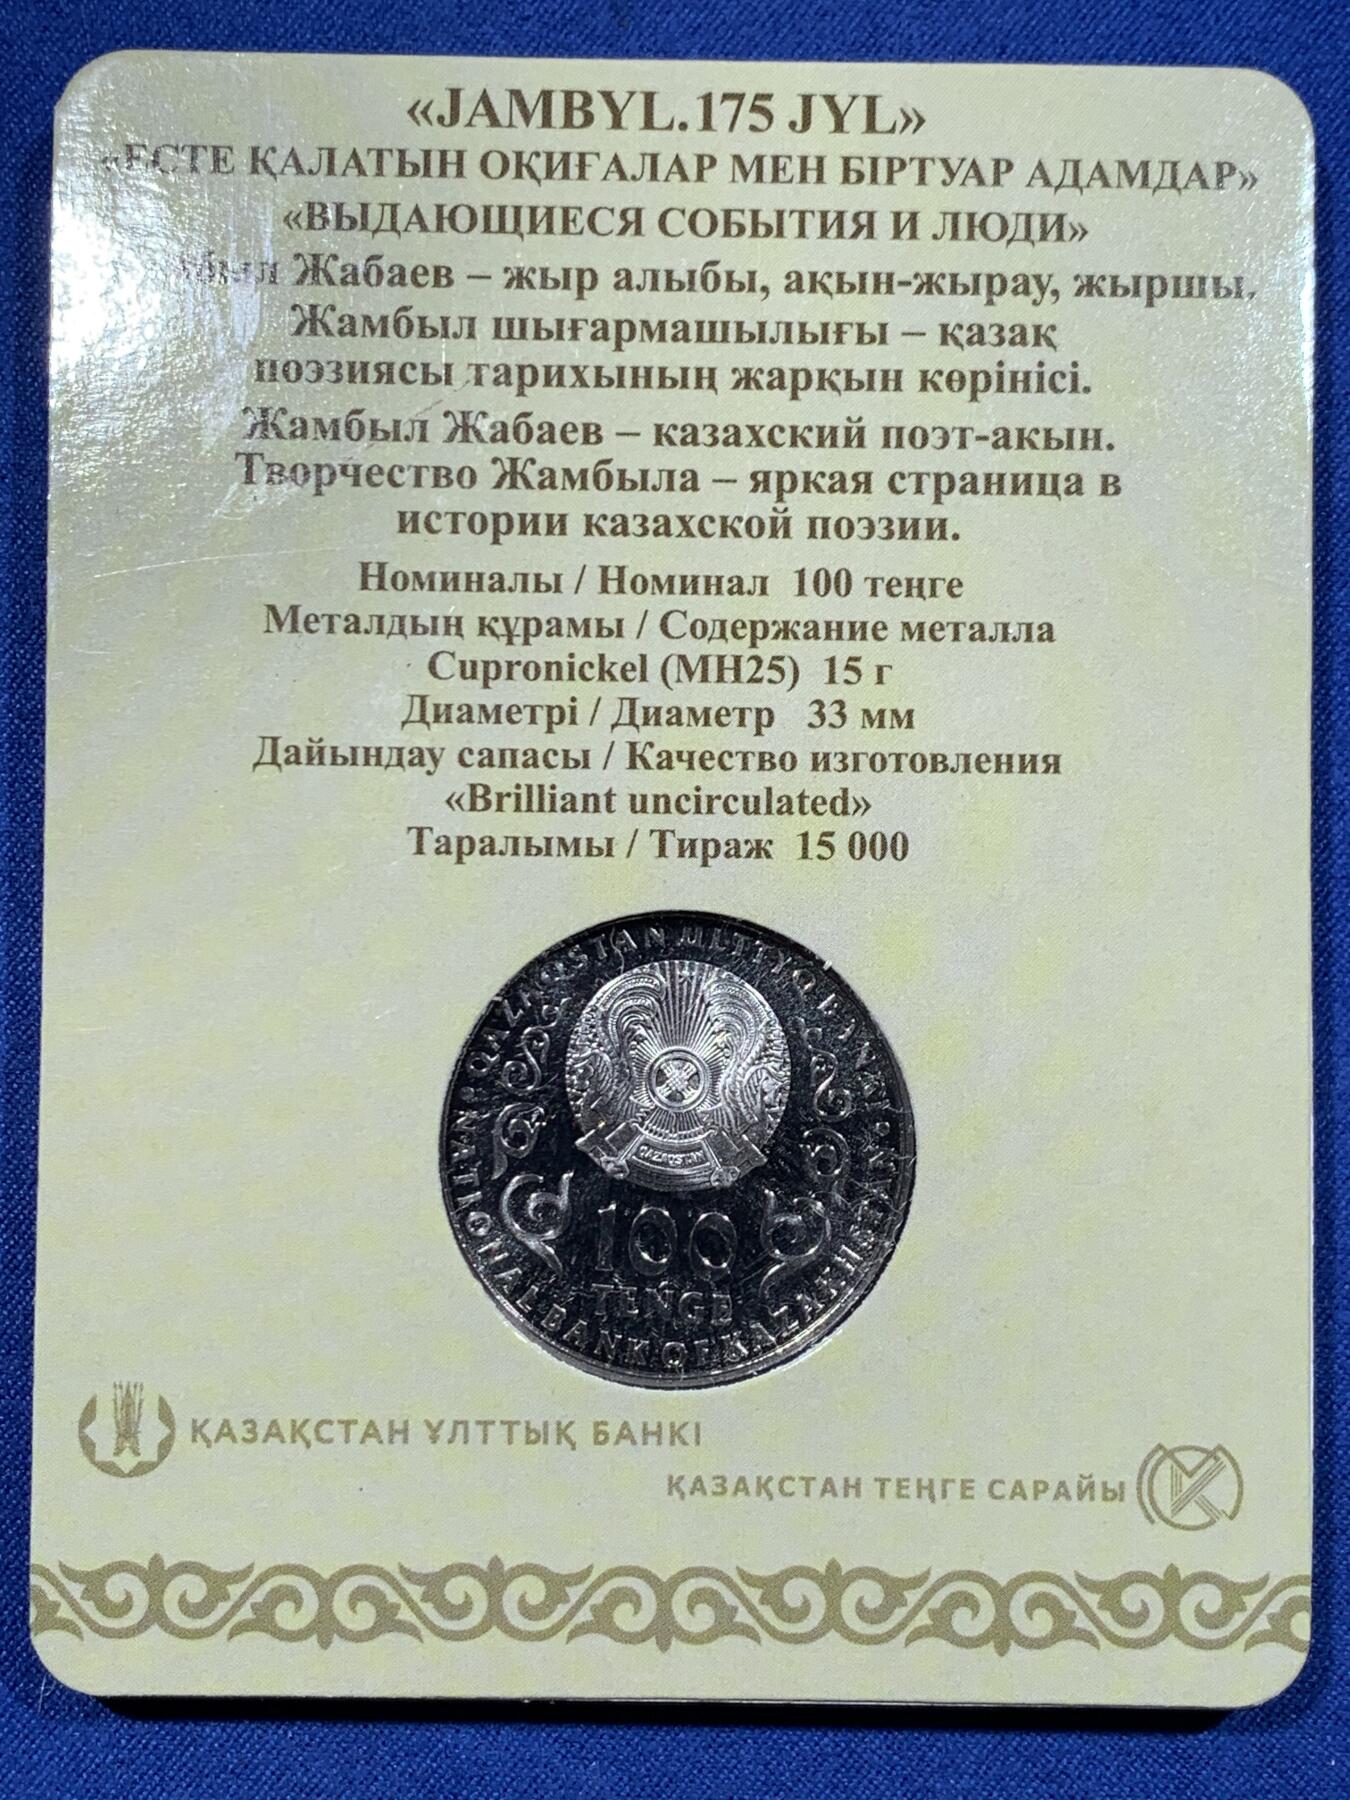 «JAMBYL.175 JYL»
«ЕСТЕ ҚАЛАТЫН ОҚИҒАЛАР МЕН БІРТУАР АДАМДАР»
«ВЫДАЮЩИЕСЯ СОБЫТИЯ И ЛЮДИ»
Жабаев – жыр алыбы, ақын-жырау, жыршы.
Жамбыл шығармашылығы – қазақ
поэзиясы тарихының жарқын көрінісі.
Жамбыл Жабаев – казахский поэт-акын.
Творчество Жамбыла – яркая страница в
истории казахской поэзии.
Номиналы / Номинал 100 теңге
Металдың құрамы / Содержание металла
Cupronickel (МН25) 15 г
Диаметрі / Диаметр 33 мм
Дайындау сапасы / Качество изготовления
«Brilliant uncirculated»
Таралымы / Тираж 15 000
QAZAQSTAN ULTTYQ BANKI
QAZAQSTAN
100
TENGE
NATIONAL BANK OF KAZAKHSTAN
ҚАЗАҚСТАН ҰЛТТЫҚ БАНКІ
ҚАЗАҚСТАН ТЕҢГЕ САРАЙЫ